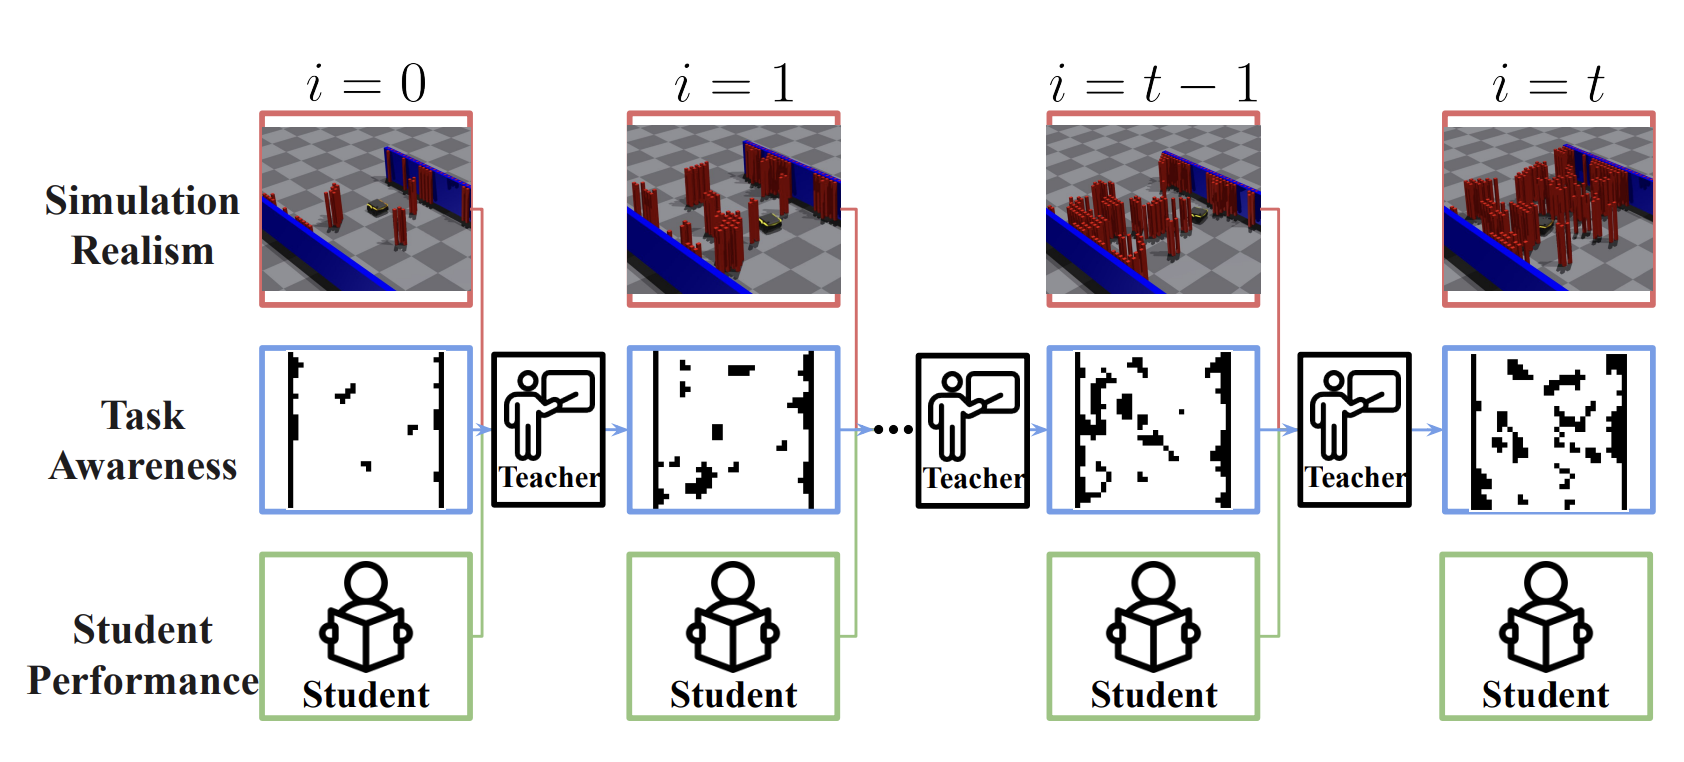 i = 0
i = 1
i = t − 1
i = t
Simulation
Realism
Task
Awareness
Teacher
Teacher
Teacher
Student
Performance
Student
Student
Student
Student